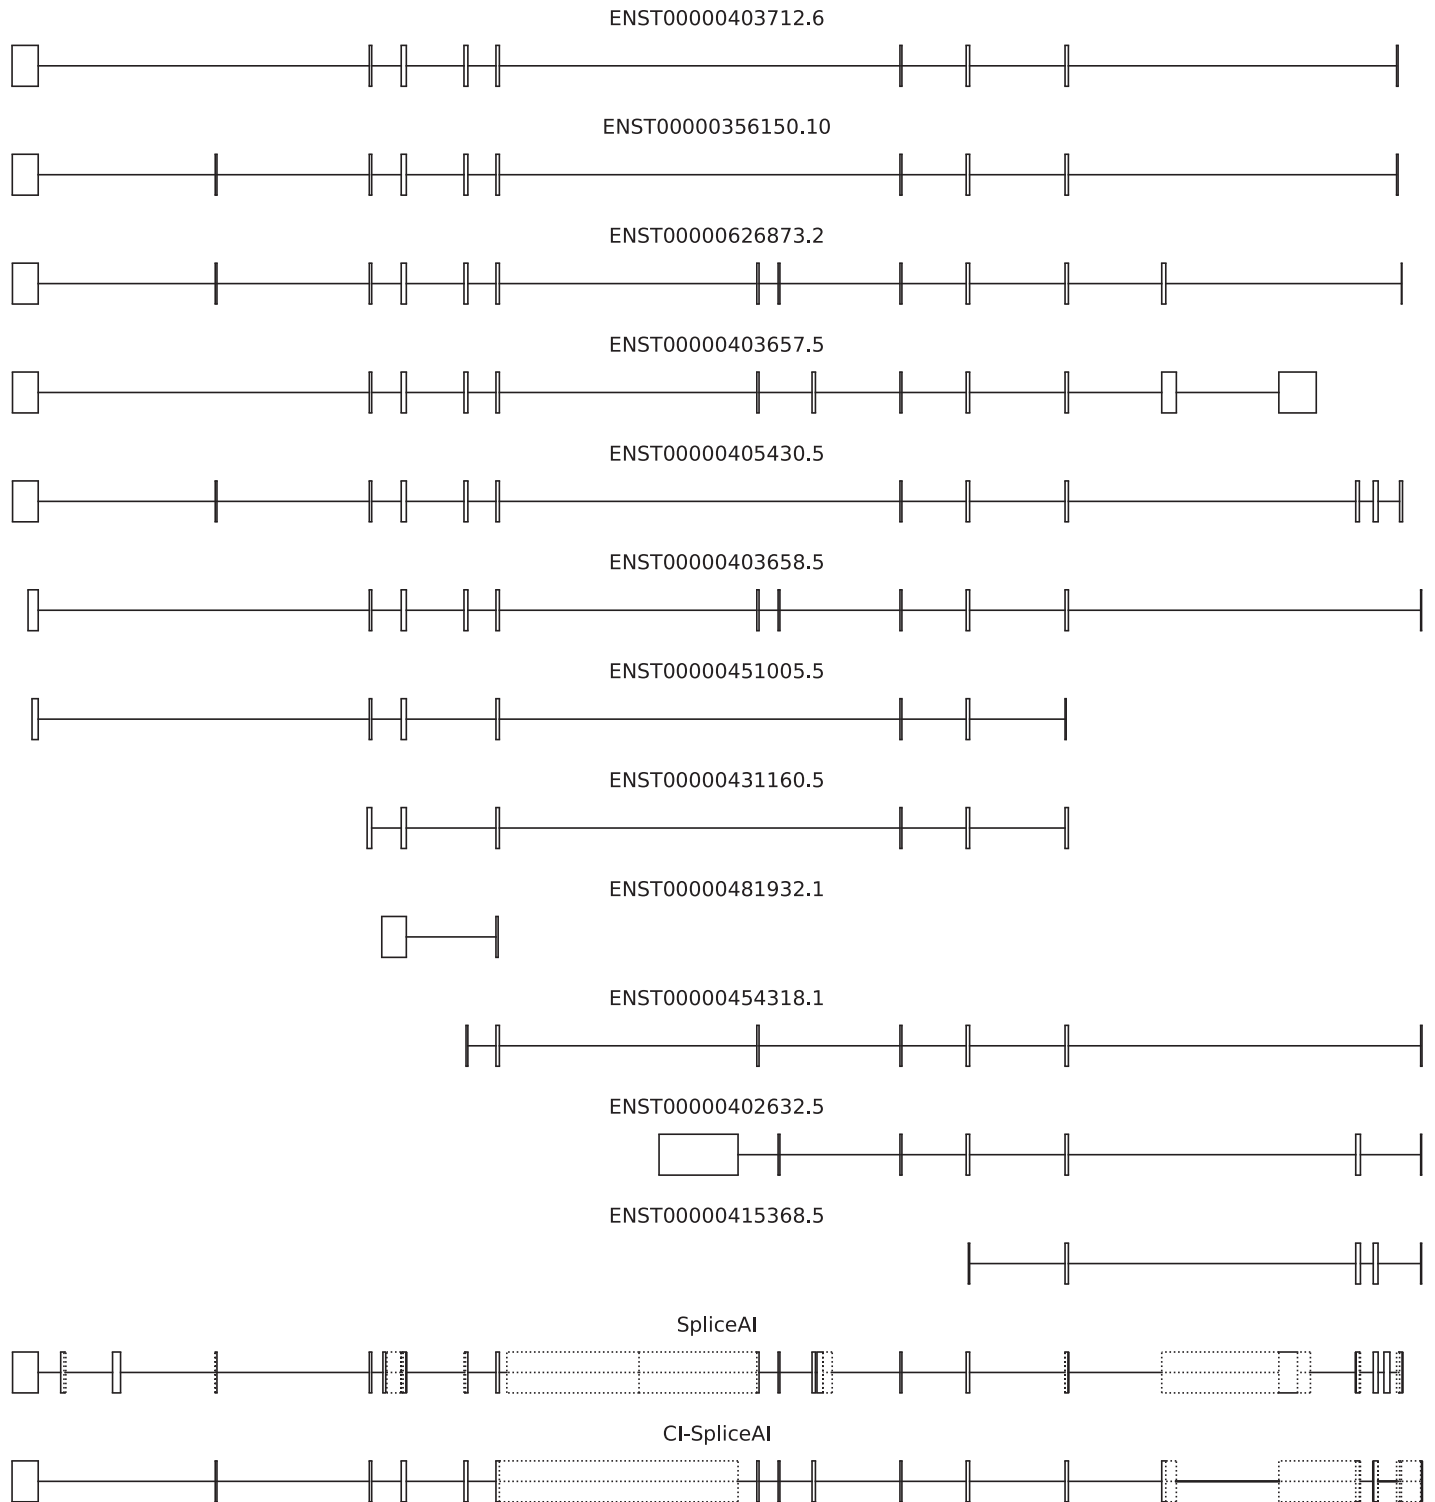 ENST00000403712.6
ENST00000356150.10
ENST00000626873.2
ENST00000403657.5
ENST00000405430.5
ENST00000403658.5
ENST00000451005.5
ENST00000431160.5
ENST00000481932.1
ENST00000454318.1
ENST00000402632.5
ENST00000415368.5
SpliceAI
CI-SpliceAI